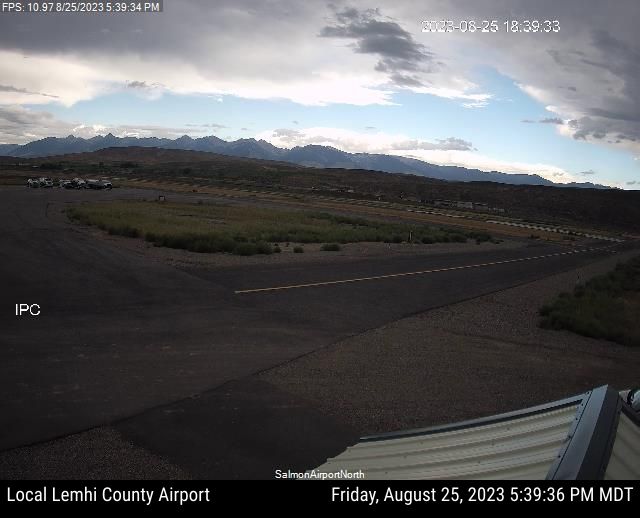 FPS: 10.97 8/25/2023 5:39:34 PM
2023-08-25 18:39:33
IPC
SalmonAirportNorth
Local Lemhi County Airport
Friday, August 25, 2023 5:39:36 PM MDT